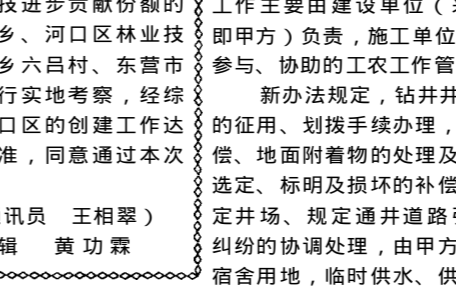 技进步贡献份额的
乡、河口区林业技
乡六吕村、东营市
行实地考察，经综
口区的创建工作达
准，同意通过本次
讯员 王相翠）
辑 黄功霖
工作主要由建设单位（
即甲方）负责，施工单位
参与、协助的工农工作管
新办法规定，钻井井
的征用、划拨手续办理，
偿、地面附着物的处理及
选定、标明及损坏的补偿
定井场、规定通井道路
纠纷的协调处理，由甲方
宿舍用地，临时供水、供